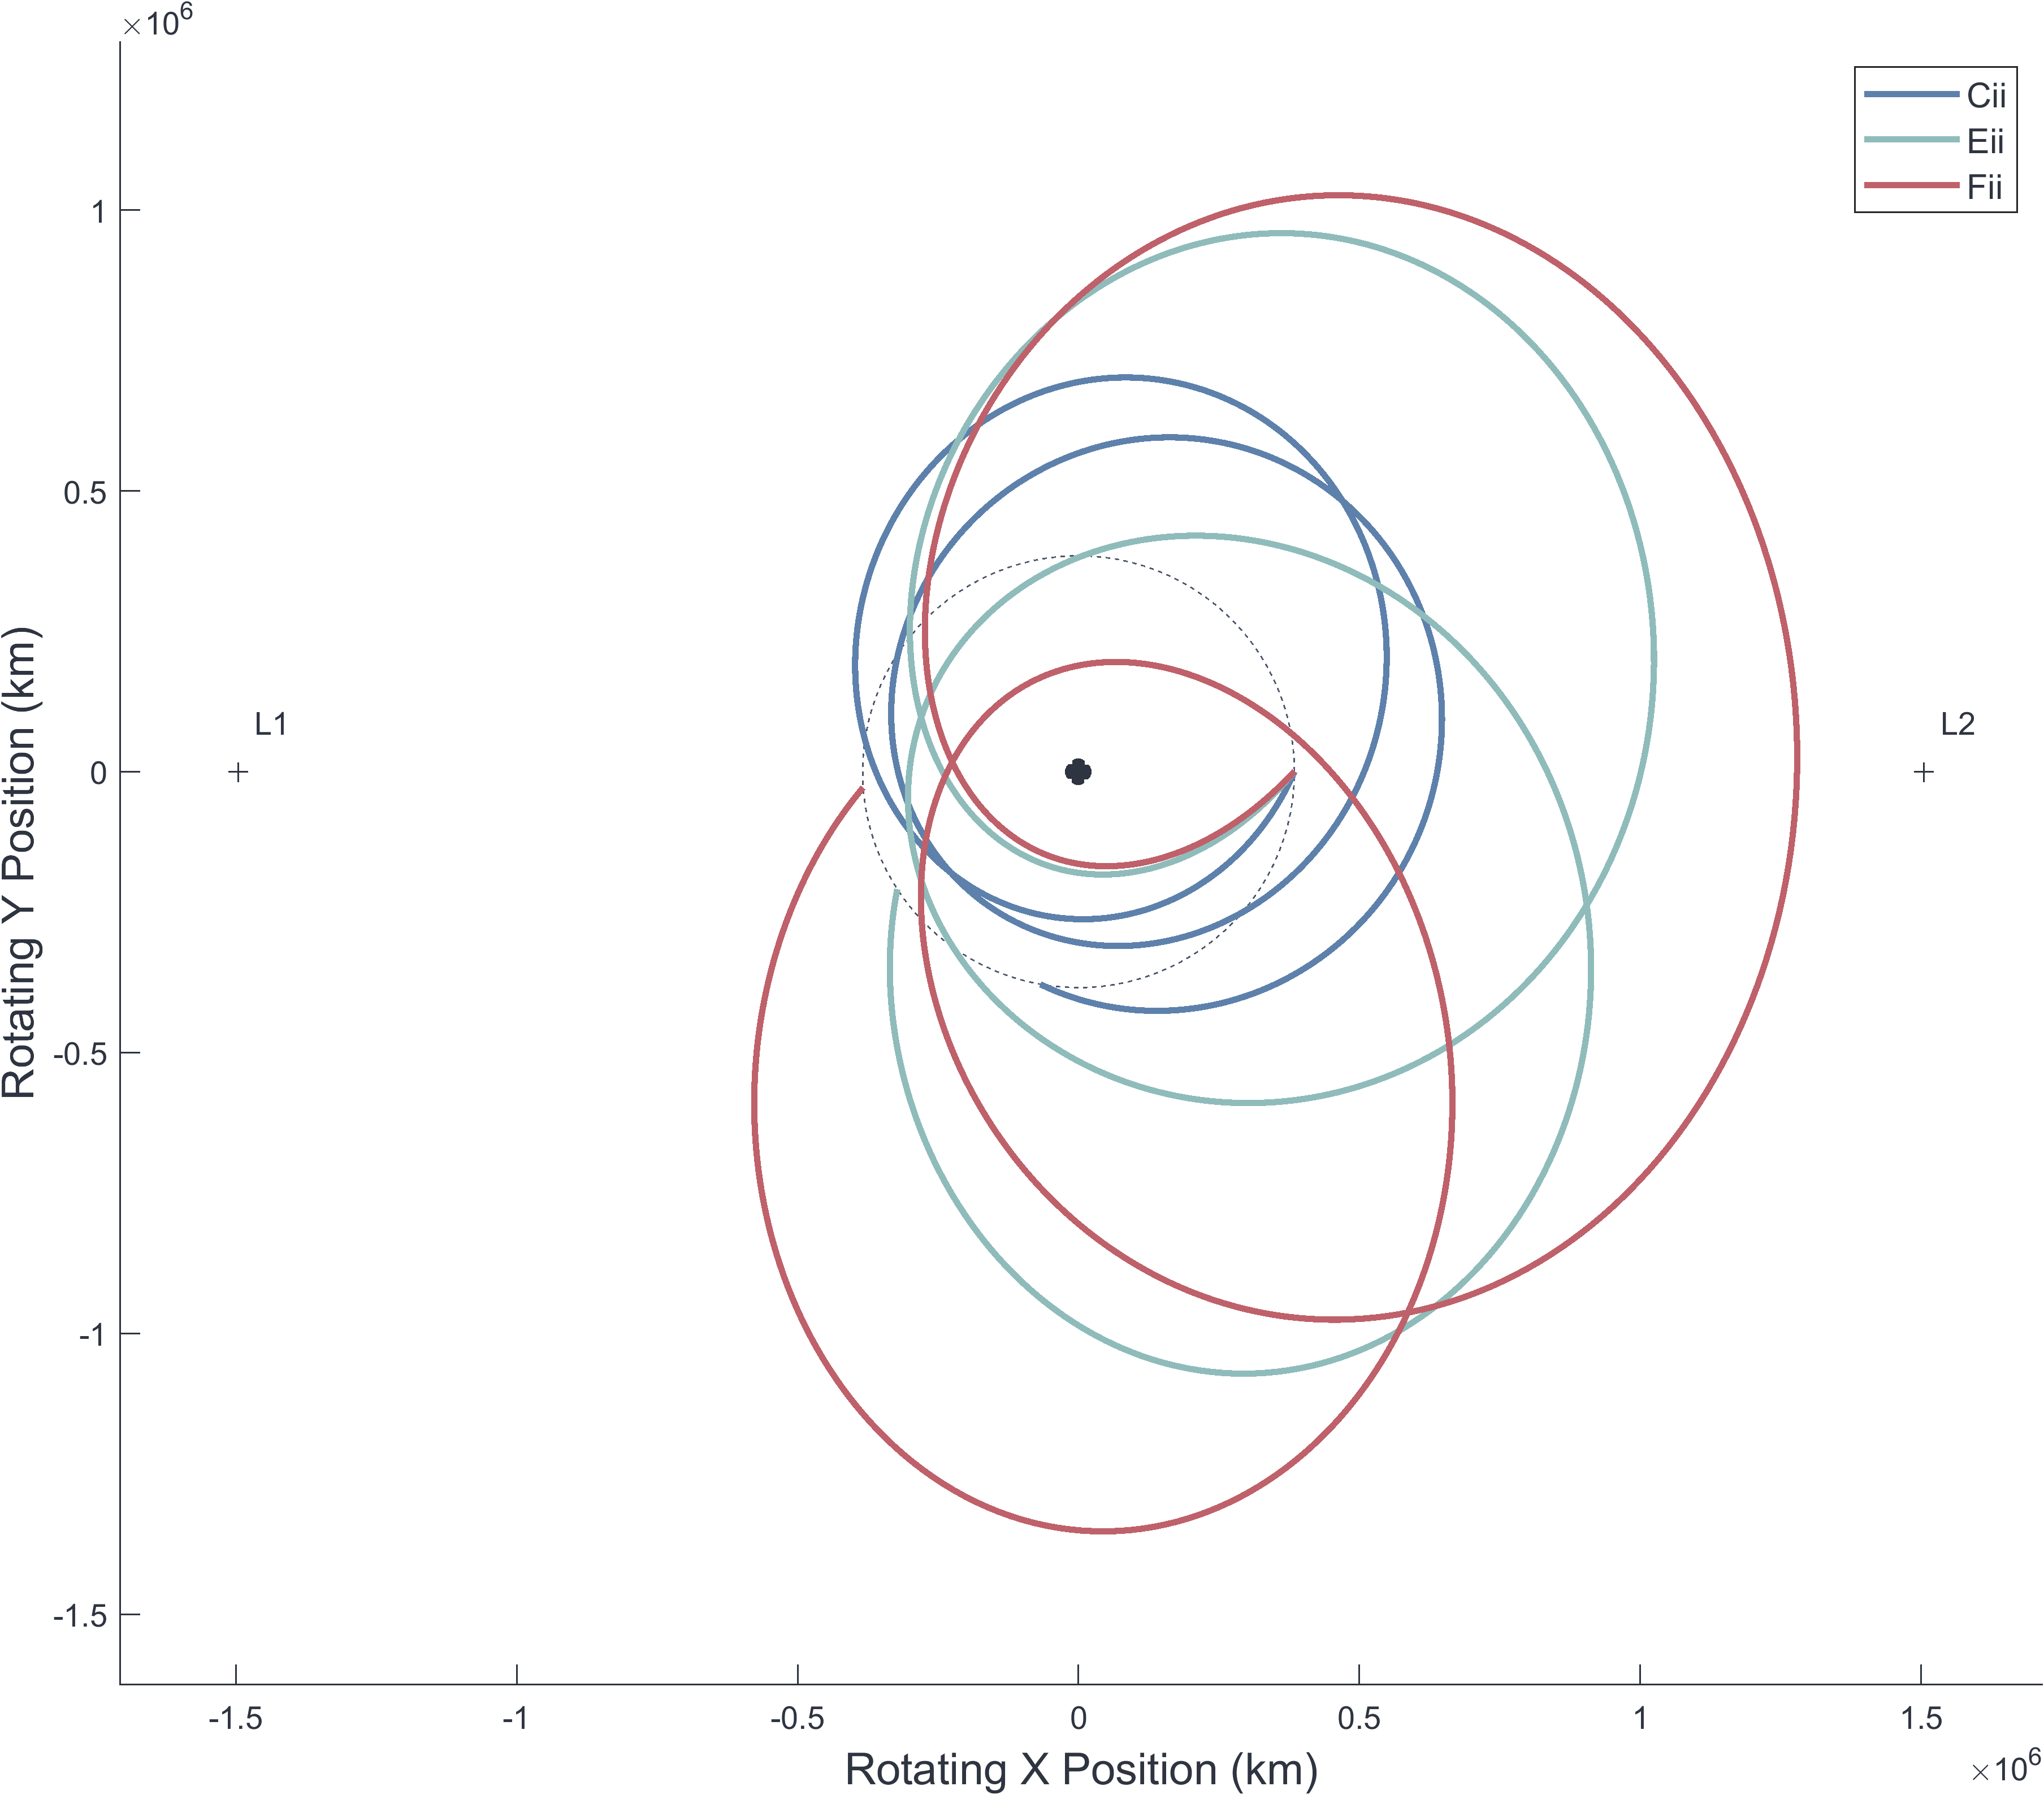 ×10⁶
Cii
Eii
Fii
1
0.5
0
-0.5
-1
-1.5
Rotating Y Position (km)
L1
L2
-1.5
-1
-0.5
0
0.5
1
1.5
Rotating X Position (km)
×10⁶